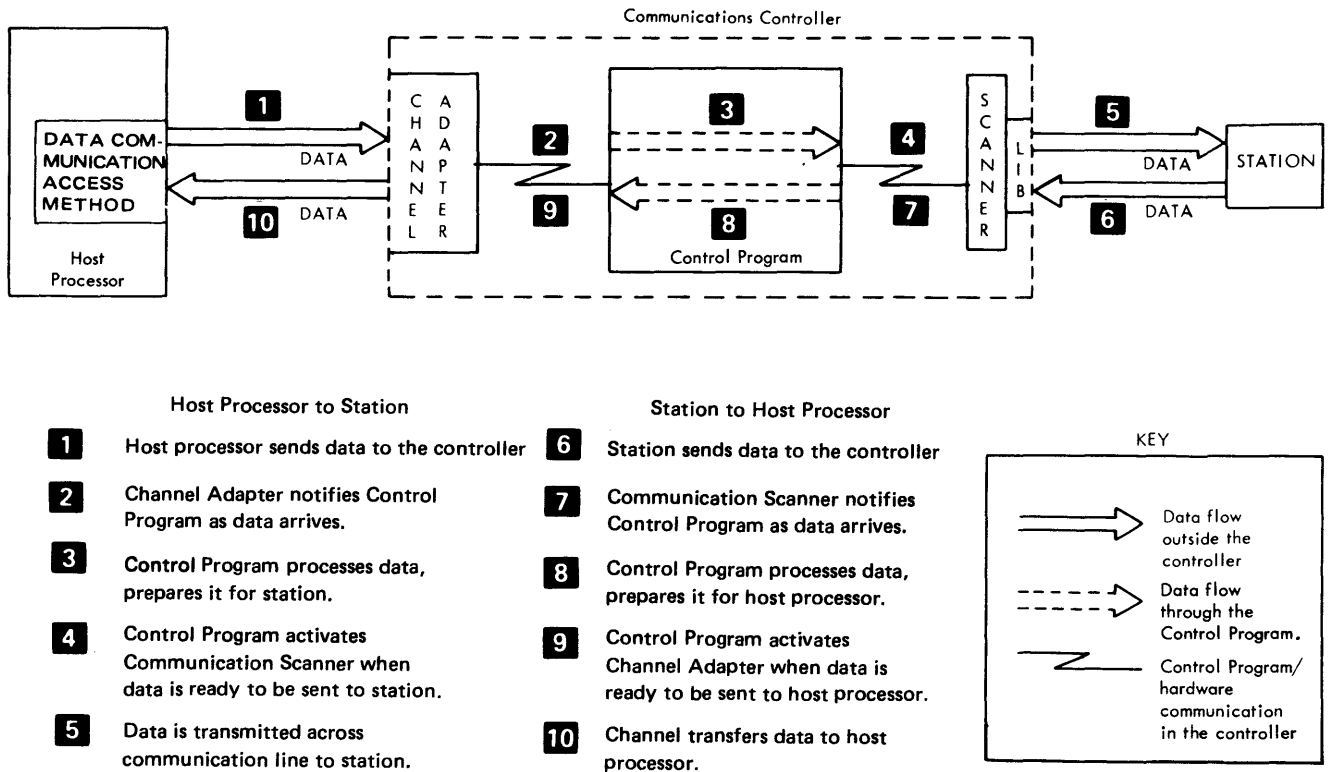 Communications Controller
DATA COM-
MUNICATION
ACCESS
METHOD
Host
Processor
1
DATA
10
DATA
CHANNEL
ADAPTER
2
9
3
8
Control Program
4
7
SCANNER
LIB
5
DATA
6
DATA
STATION
Host Processor to Station
1 Host processor sends data to the controller
2 Channel Adapter notifies Control
Program as data arrives.
3 Control Program processes data,
prepares it for station.
4 Control Program activates
Communication Scanner when
data is ready to be sent to station.
5 Data is transmitted across
communication line to station.
Station to Host Processor
6 Station sends data to the controller
7 Communication Scanner notifies
Control Program as data arrives.
8 Control Program processes data,
prepares it for host processor.
9 Control Program activates
Channel Adapter when data is
ready to be sent to host processor.
10 Channel transfers data to host
processor.
KEY
Data flow
outside the
controller
Data flow
through the
Control Program.
Control Program/
hardware
communication
in the controller